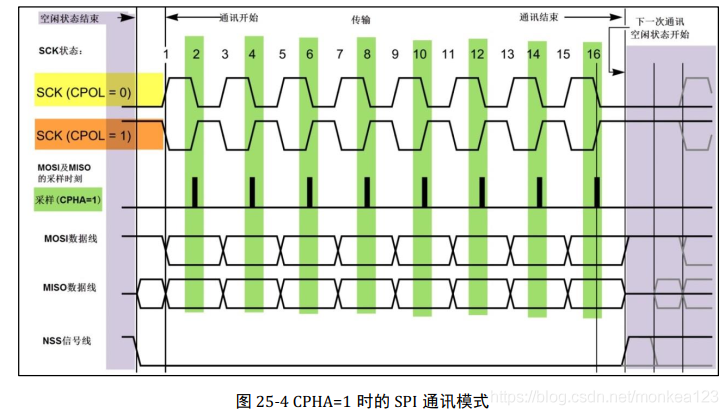 空闲状态结束
通讯开始
传输
通讯结束
下一次通讯
空闲状态开始
SCK状态:
1 2 3 4 5 6 7 8 9 10 11 12 13 14 15 16
SCK (CPOL = 0)
SCK (CPOL = 1)
MOSI及MISO
的采样时刻
采样(CPHA=1)
MOSI数据线
MISO数据线
NSS信号线
图 25-4 CPHA=1 时的 SPI 通讯模式
https://blog.csdn.net/monkea123